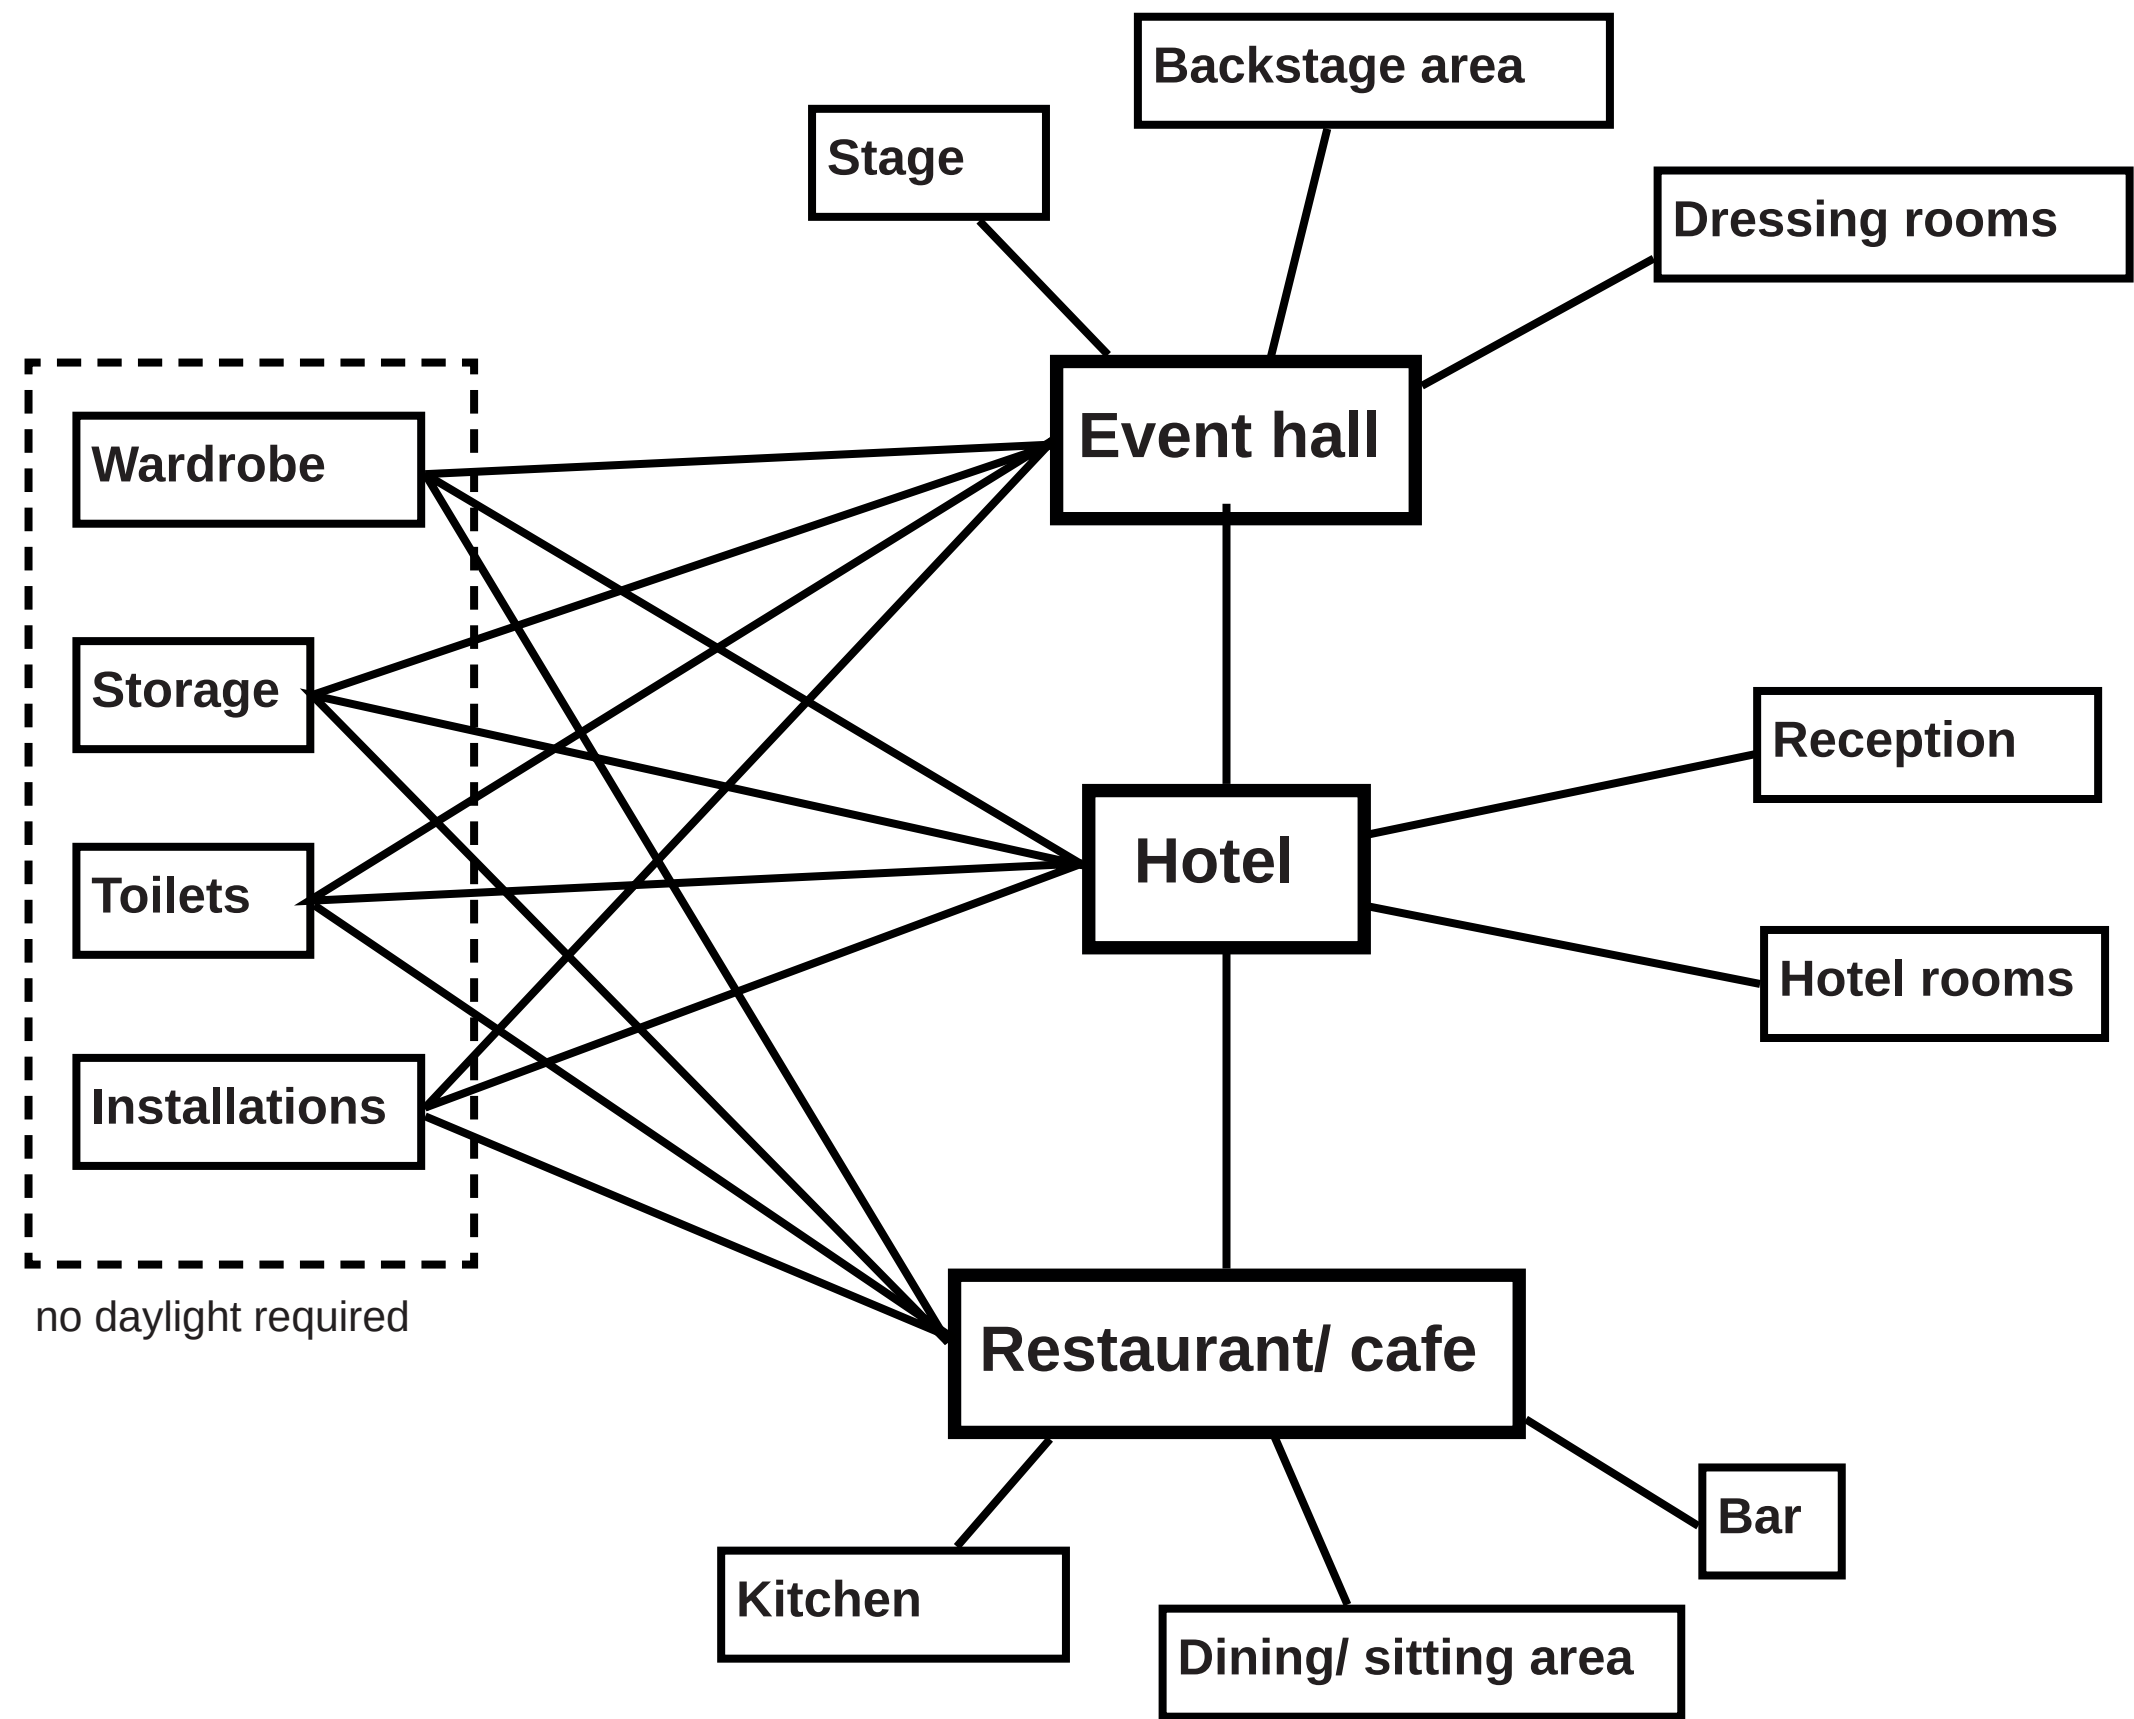 Backstage area
Stage
Dressing rooms
Event hall
Wardrobe
Storage
Reception
Hotel
Toilets
Hotel rooms
Installations
no daylight required
Restaurant/ cafe
Bar
Kitchen
Dining/ sitting area